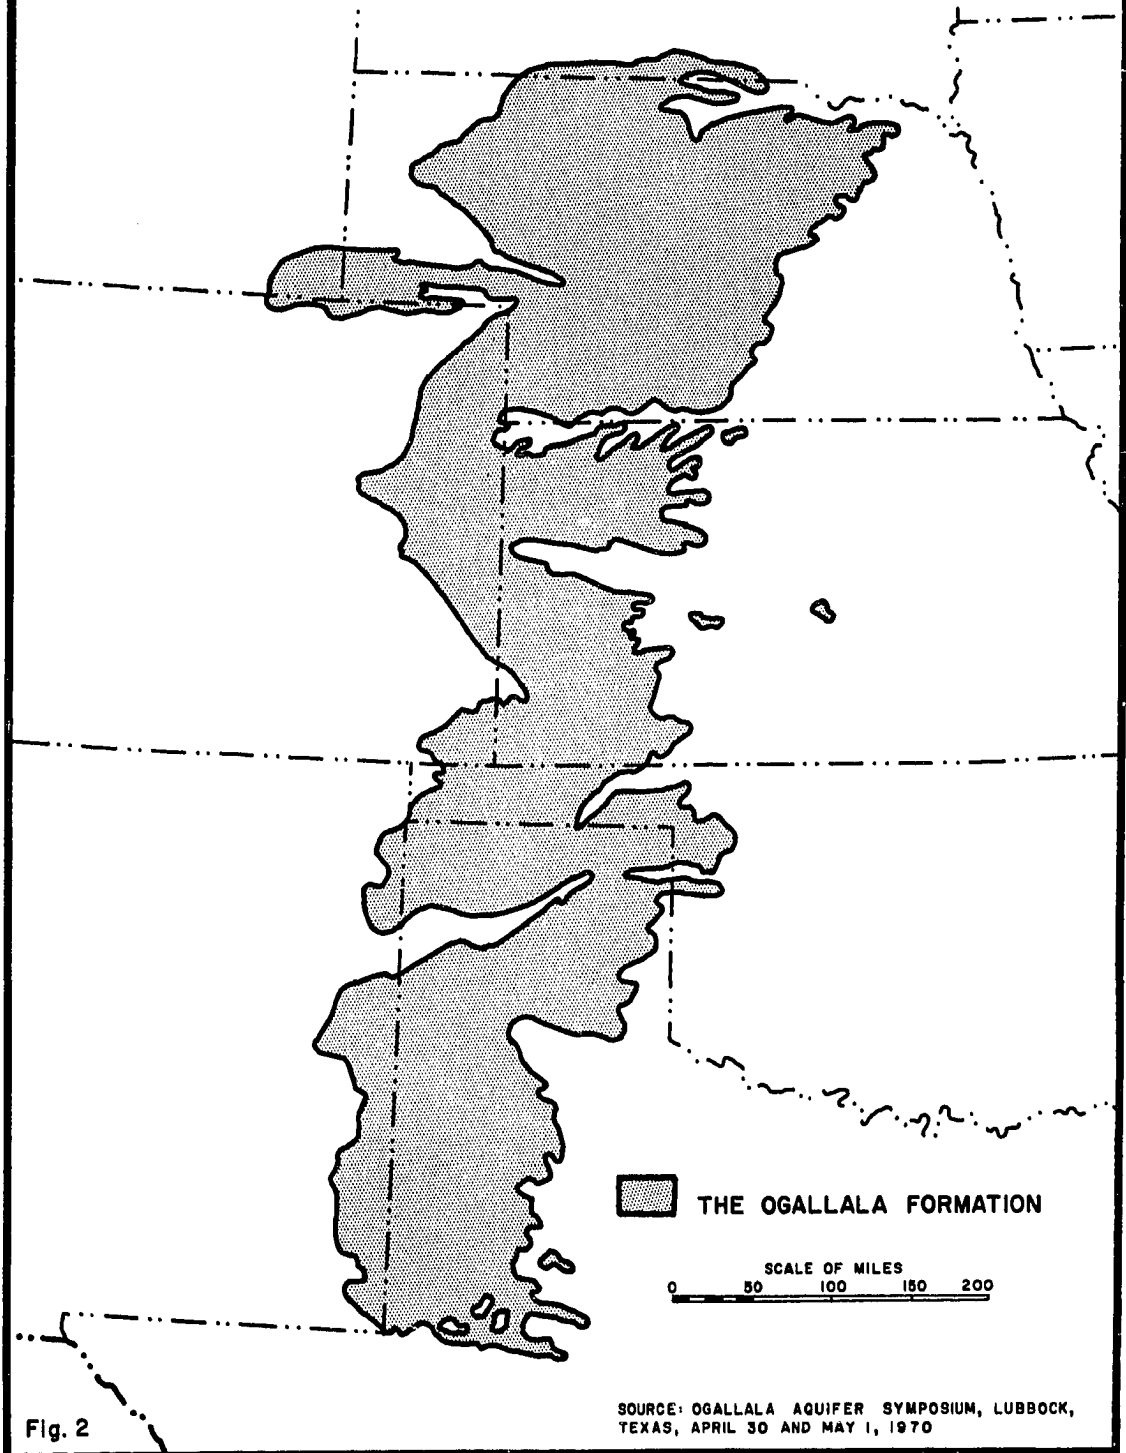 THE OGALLALA FORMATION
SCALE OF MILES
0 50 100 150 200
SOURCE: OGALLALA AQUIFER SYMPOSIUM, LUBBOCK,
TEXAS, APRIL 30 AND MAY 1, 1970
Fig. 2